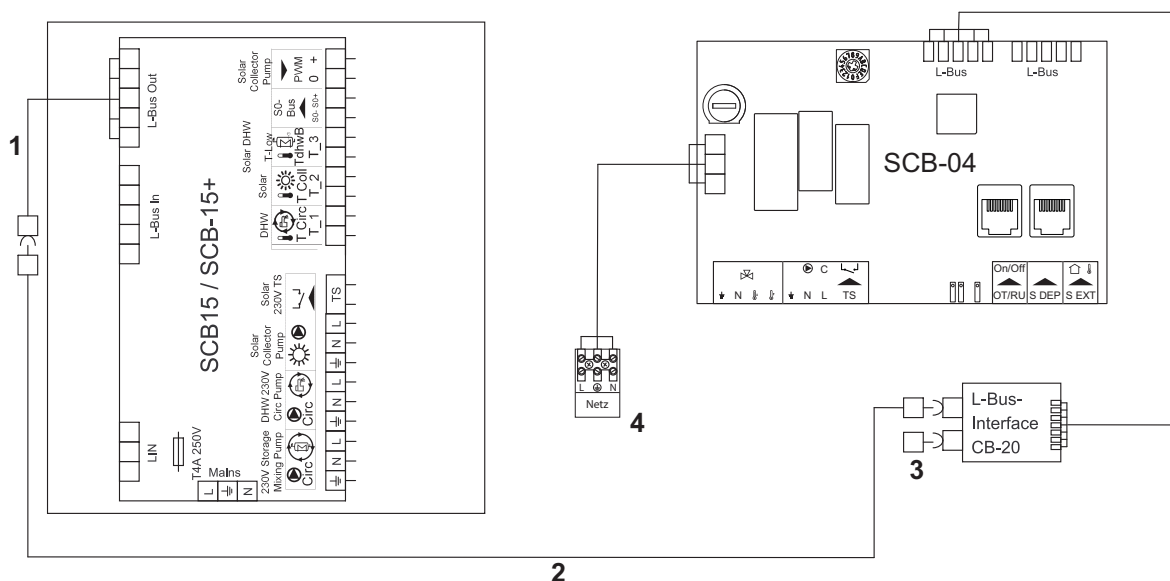 1
2
3
4
L-Bus Out
L-Bus In
LIN
SCB15 / SCB-15+
T4A 250V
Mains
L
N
Solar
Collector
Pump
PWM
0 +
S0-
Bus
S0- S0+
Solar DHW
T-Low
TdhwB
T_3
Solar
T Coll
T_2
DHW
T Circ
T_1
Solar
230V TS
TS
Solar
Collector
Pump
L
N
DHW 230V
Circ Pump
Circ
L
N
230V Storage
Mixing Pump
Circ
L
N
L-Bus
L-Bus
SCB-04
N
C
N L TS
On/Off
OT/RU
S DEP
S EXT
L N
Netz
L-Bus-
Interface
CB-20